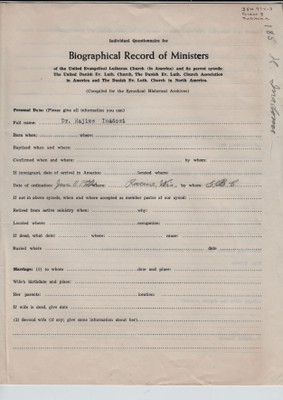 Individual Questionnaire for
Biographical Record of Ministers
of the United Evangelical Lutheran Church (in America) and its parent synods:
The United Danish Ev. Luth. Church, The Danish Ev. Luth. Church Association
in America and The Danish Ev. Luth. Church in North America.
(Compiled for the Synodical Historical Archives)
Personal Data: (Please give all information you can)
Full name: Dr.
Born when: where:
Baptized when and where:
Confirmed when and where: by where:
If immigrant, date of arrival in America: located where:
Date of ordination: June where: Wis. by whom:
If not in above synods, when and where accepted as member pastor of our synod:
Retired from active ministry when: why:
Located where: occupation:
If dead, what date: where: cause:
Buried where date
Marriage: (1) to whom date and place:
Wife's birthdate and place:
Her parents: location:
If wife is dead, give date
(2) Second wife (if any; give some information about her)